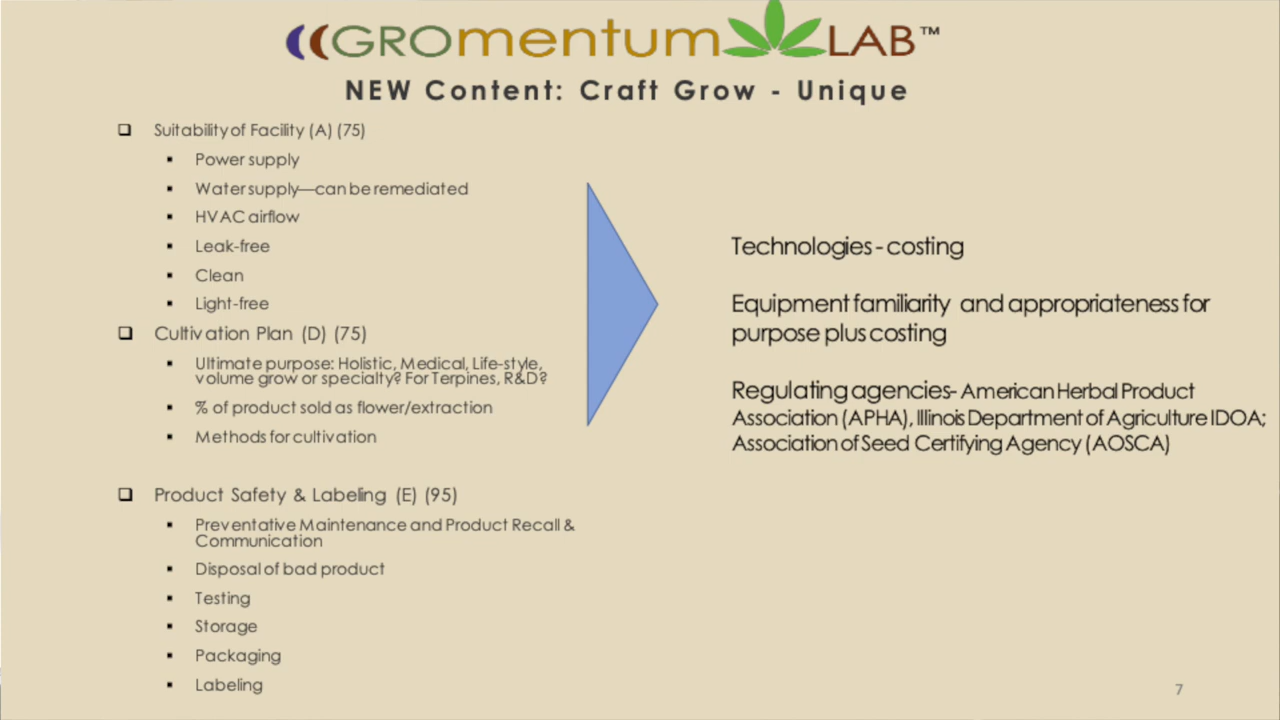 GROmentum LAB™
NEW Content: Craft Grow - Unique
Suitability of Facility (A) (75)
Power supply
Water supply—can be remediated
HVAC airflow
Leak-free
Clean
Light-free
Cultivation Plan (D) (75)
Ultimate purpose: Holistic, Medical, Life-style,
volume grow or specialty? For Terpines, R&D?
% of product sold as flower/extraction
Methods for cultivation
Product Safety & Labeling (E) (95)
Preventative Maintenance and Product Recall &
Communication
Disposal of bad product
Testing
Storage
Packaging
Labeling
Technologies - costing
Equipment familiarity and appropriateness for
purpose plus costing
Regulating agencies- American Herbal Product
Association (APHA), Illinois Department of Agriculture IDOA;
Association of Seed Certifying Agency (AOSCA)
7